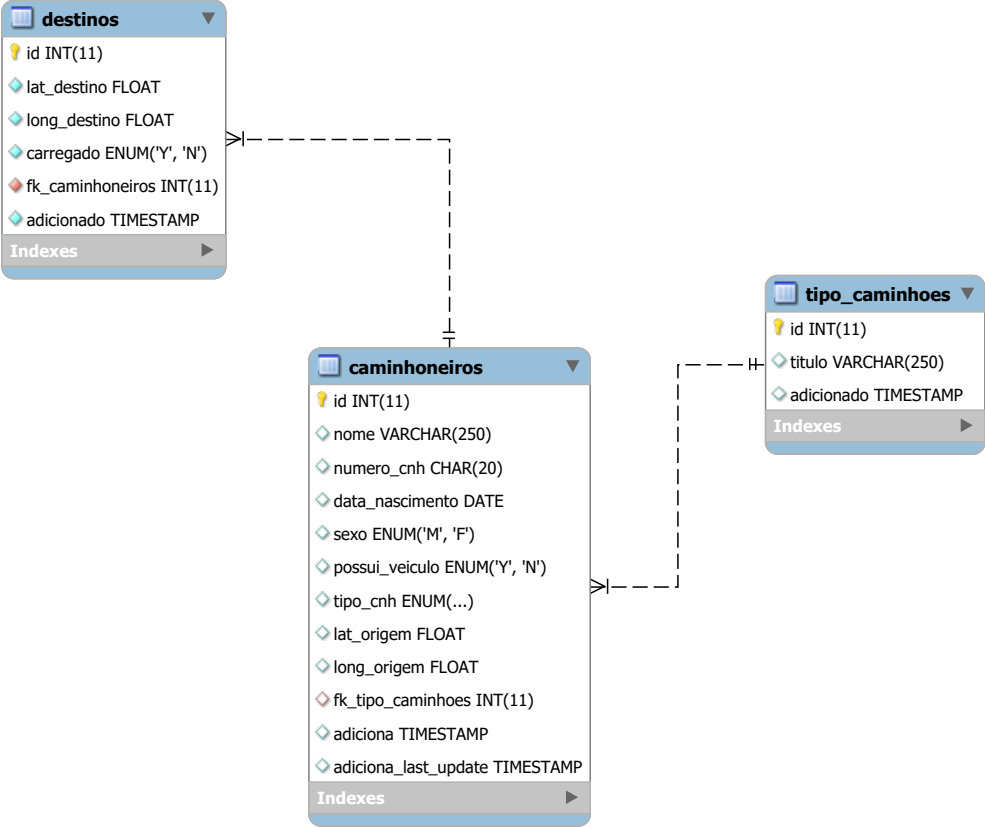 destinos
id INT(11)
lat_destino FLOAT
long_destino FLOAT
carregado ENUM('Y', 'N')
fk_caminhoneiros INT(11)
adicionado TIMESTAMP
Indexes
caminhoneiros
id INT(11)
nome VARCHAR(250)
numero_cnh CHAR(20)
data_nascimento DATE
sexo ENUM('M', 'F')
possui_veiculo ENUM('Y', 'N')
tipo_cnh ENUM(...)
lat_origem FLOAT
long_origem FLOAT
fk_tipo_caminhoes INT(11)
adiciona TIMESTAMP
adiciona_last_update TIMESTAMP
Indexes
tipo_caminhoes
id INT(11)
titulo VARCHAR(250)
adicionado TIMESTAMP
Indexes